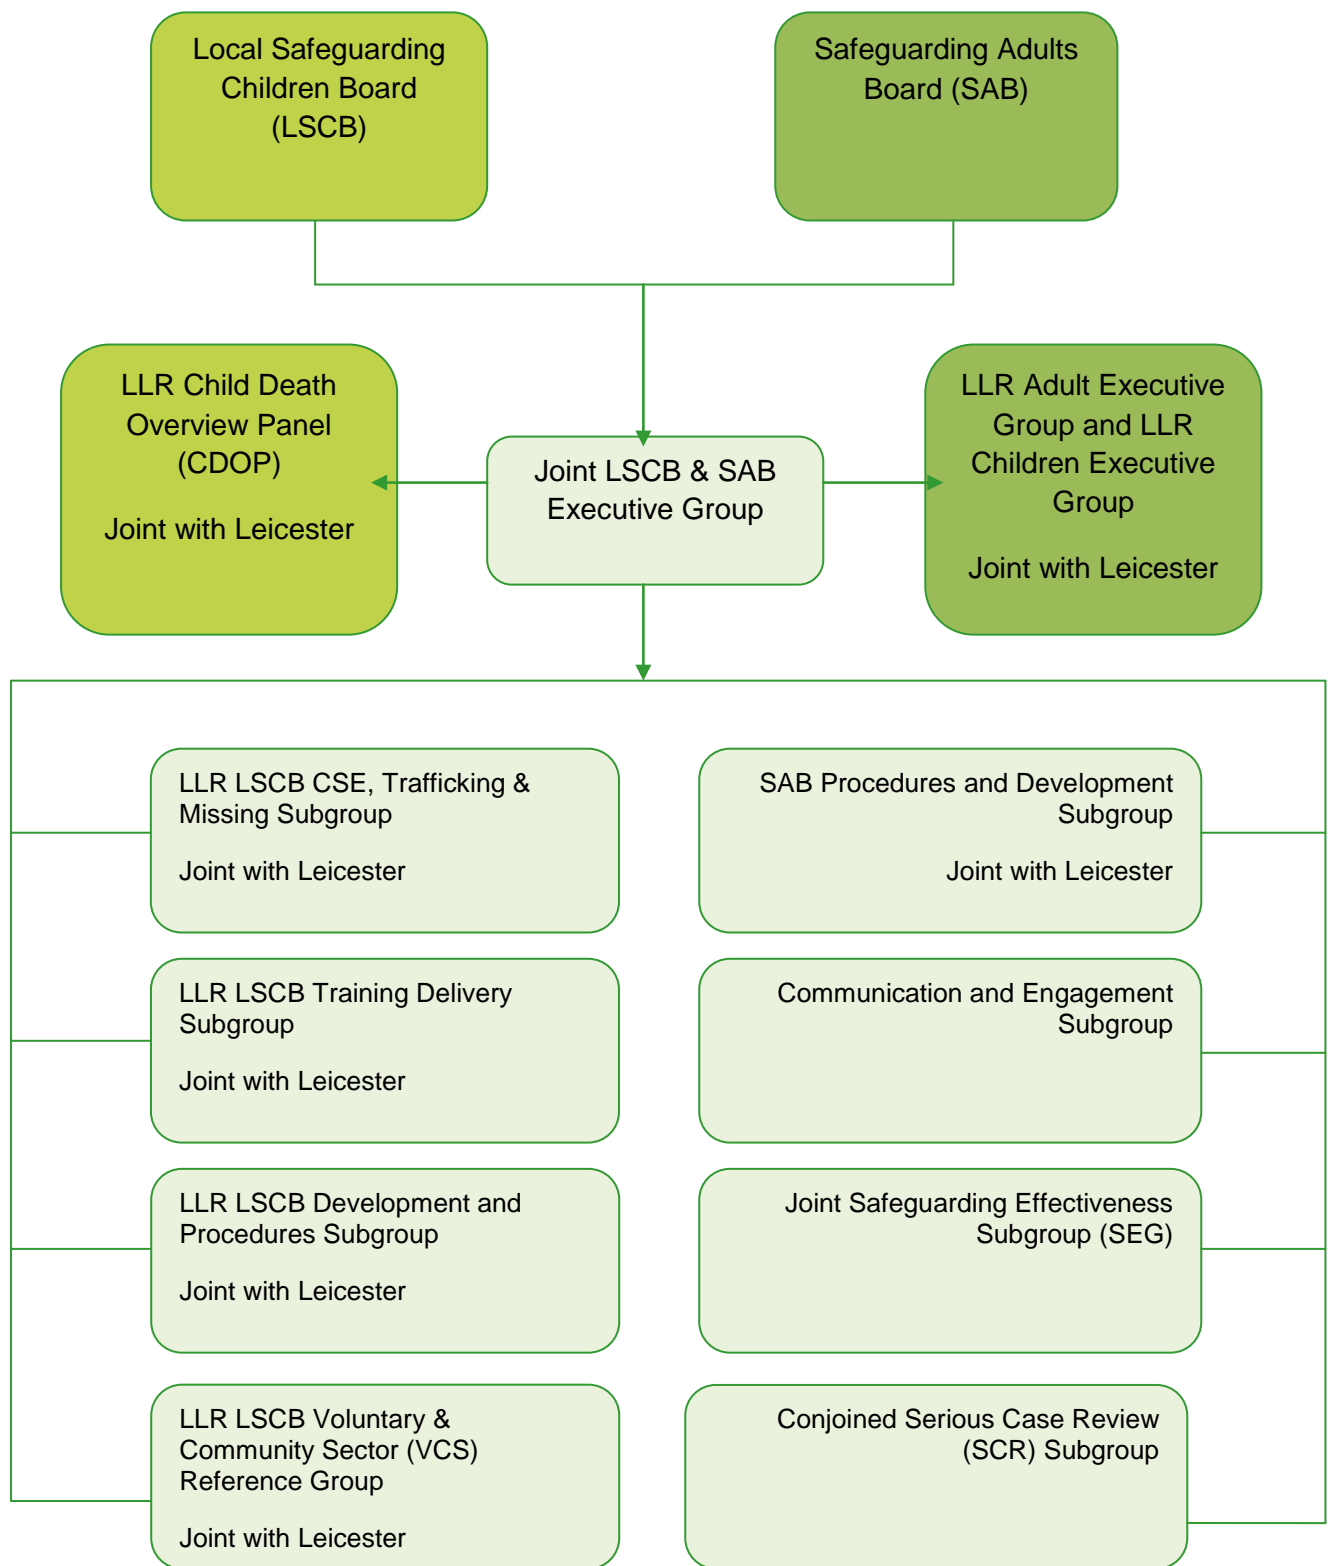 Local Safeguarding
Children Board
(LSCB)
Safeguarding Adults
Board (SAB)
LLR Child Death
Overview Panel
(CDOP)
Joint with Leicester
Joint LSCB & SAB
Executive Group
LLR Adult Executive
Group and LLR
Children Executive
Group
Joint with Leicester
LLR LSCB CSE, Trafficking &
Missing Subgroup
Joint with Leicester
SAB Procedures and Development
Subgroup
Joint with Leicester
LLR LSCB Training Delivery
Subgroup
Joint with Leicester
Communication and Engagement
Subgroup
LLR LSCB Development and
Procedures Subgroup
Joint with Leicester
Joint Safeguarding Effectiveness
Subgroup (SEG)
LLR LSCB Voluntary &
Community Sector (VCS)
Reference Group
Joint with Leicester
Conjoined Serious Case Review
(SCR) Subgroup